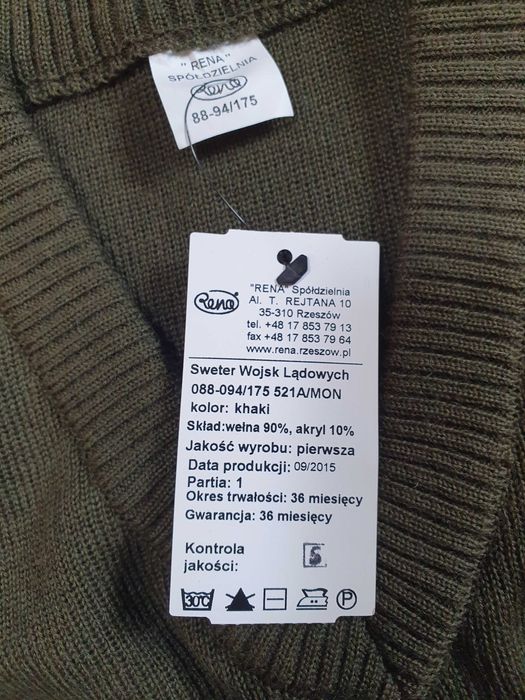 " RENA"
SPÓŁDZIELNIA
Rena
88-94/175
Rena
"RENA" Spółdzielnia
Al. T. REJTANA 10
35-310 Rzeszów
tel. +48 17 853 79 13
fax +48 17 853 79 64
www.rena.rzeszow.pl
Sweter Wojsk Lądowych
088-094/175 521A/MON
kolor: khaki
Skład:wełna 90%, akryl 10%
Jakość wyrobu: pierwsza
Data produkcji: 09/2015
Partia: 1
Okres trwałości: 36 miesięcy
Gwarancja: 36 miesięcy
Kontrola
jakości:
5
30°C P